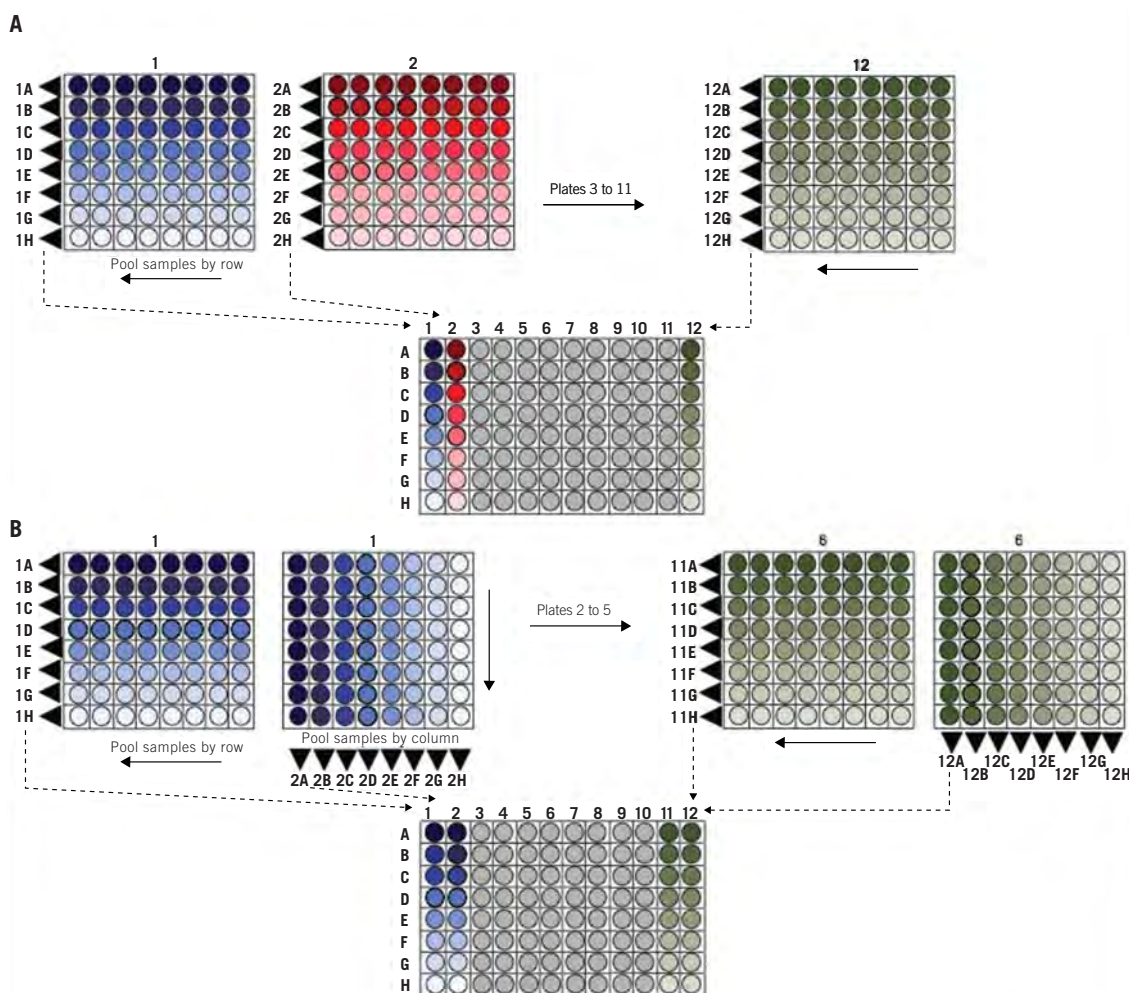 A
1
2
12
1A
1B
1C
1D
1E
1F
1G
1H
2A
2B
2C
2D
2E
2F
2G
2H
Plates 3 to 11
12A
12B
12C
12D
12E
12F
12G
12H
Pool samples by row
1 2 3 4 5 6 7 8 9 10 11 12
A
B
C
D
E
F
G
H
B
1
1
6
6
1A
1B
1C
1D
1E
1F
1G
1H
Plates 2 to 5
11A
11B
11C
11D
11E
11F
11G
11H
Pool samples by row
Pool samples by column
2A 2B 2C 2D 2E 2F 2G 2H
12A 12C 12E 12G
12B 12D 12F 12H
1 2 3 4 5 6 7 8 9 10 11 12
A
B
C
D
E
F
G
H